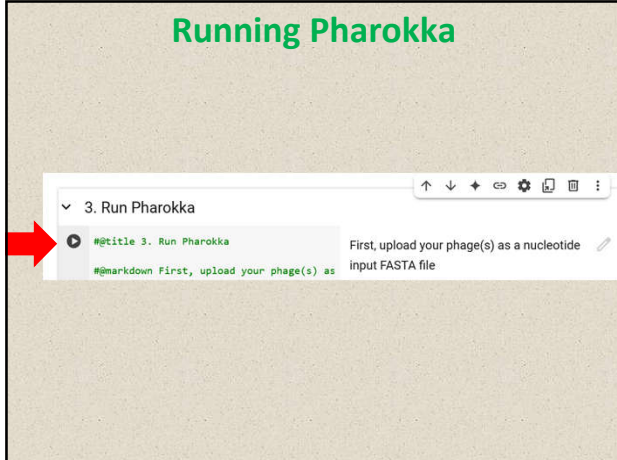 Running Pharokka
3. Run Pharokka
#@title 3. Run Pharokka
#@markdown First, upload your phage(s) as
First, upload your phage(s) as a nucleotide
input FASTA file